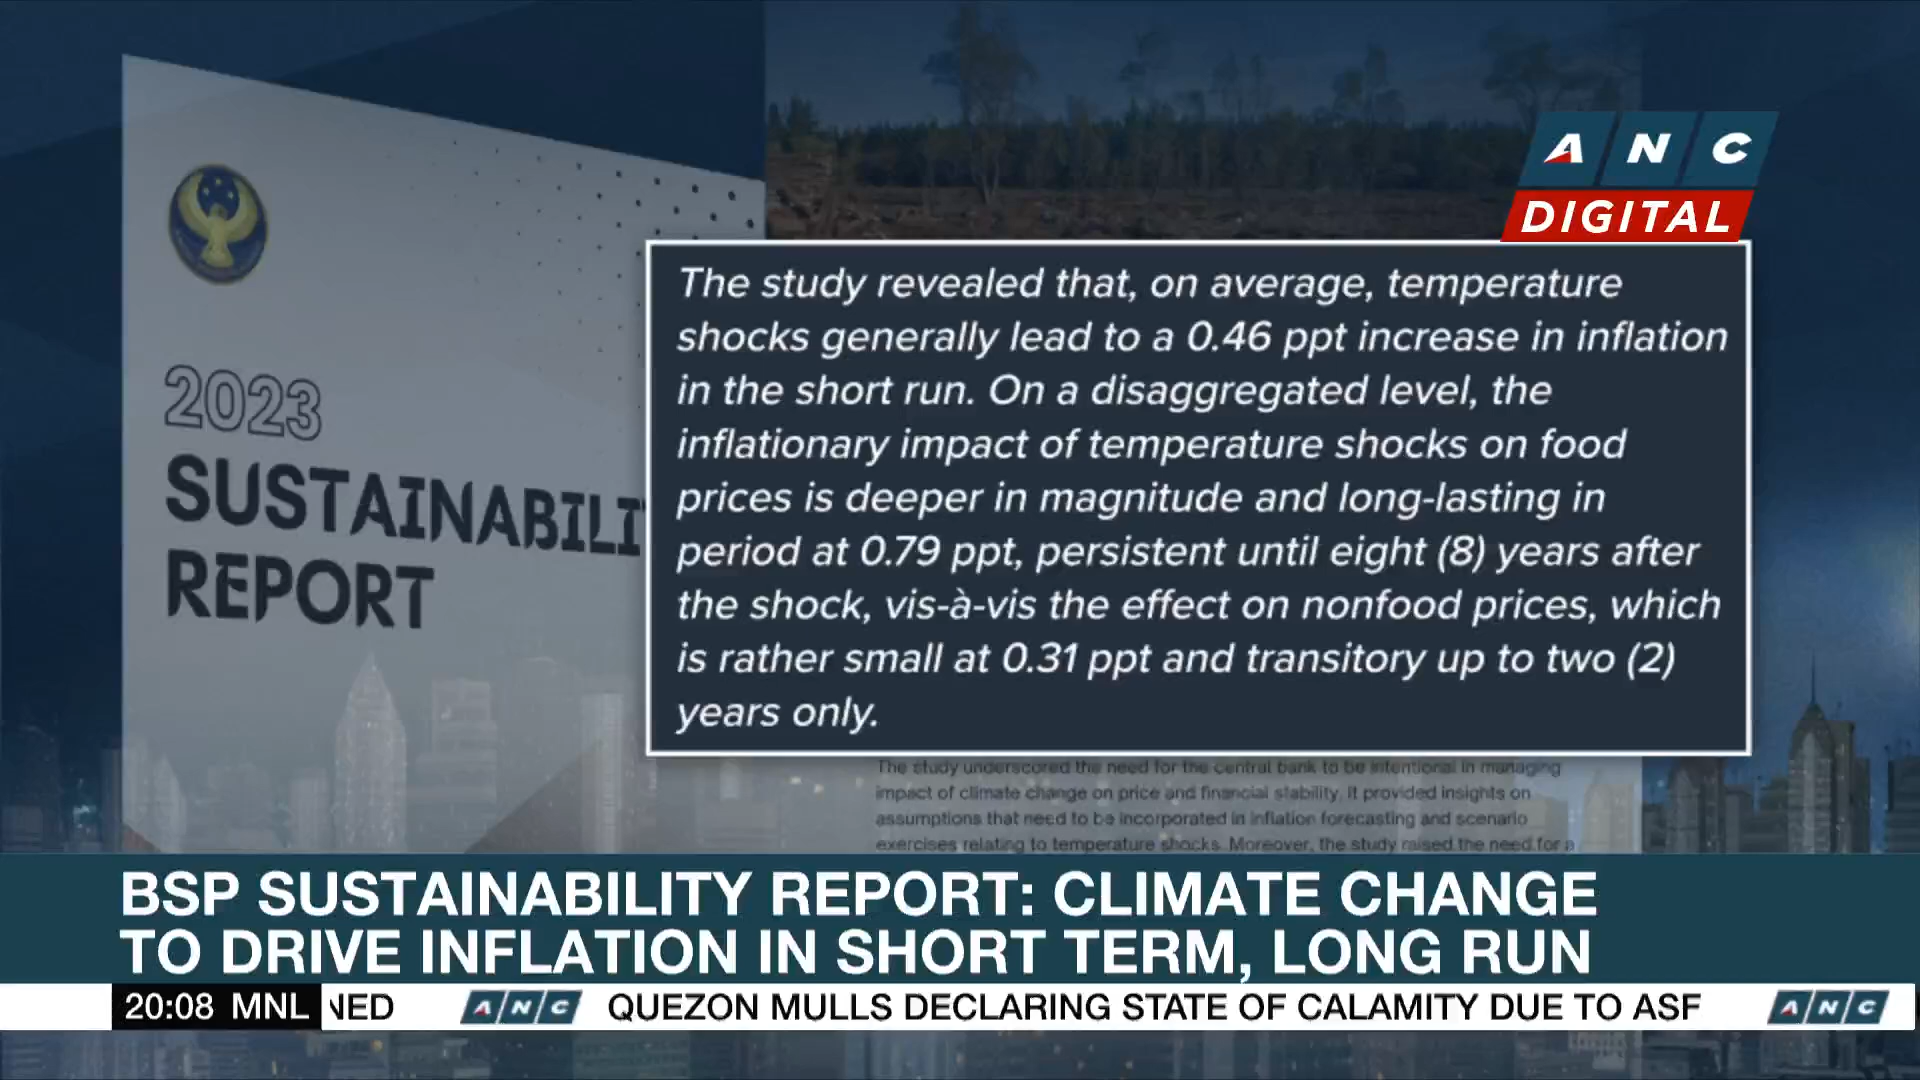 A N C
DIGITAL
2023
SUSTAINABILI
REPORT
The study revealed that, on average, temperature
shocks generally lead to a 0.46 ppt increase in inflation
in the short run. On a disaggregated level, the
inflationary impact of temperature shocks on food
prices is deeper in magnitude and long-lasting in
period at 0.79 ppt, persistent until eight (8) years after
the shock, vis-à-vis the effect on nonfood prices, which
is rather small at 0.31 ppt and transitory up to two (2)
years only.
The study underscored the need for the central bank to be intentional in managing
impact of climate change on price and financial stability. It provided insights on
assumptions that need to be incorporated in inflation forecasting and scenario
exercises relating to temperature shocks. Moreover, the study raised the need for a
BSP SUSTAINABILITY REPORT: CLIMATE CHANGE
TO DRIVE INFLATION IN SHORT TERM, LONG RUN
20:08 MNL NED ANC QUEZON MULLS DECLARING STATE OF CALAMITY DUE TO ASF ANC